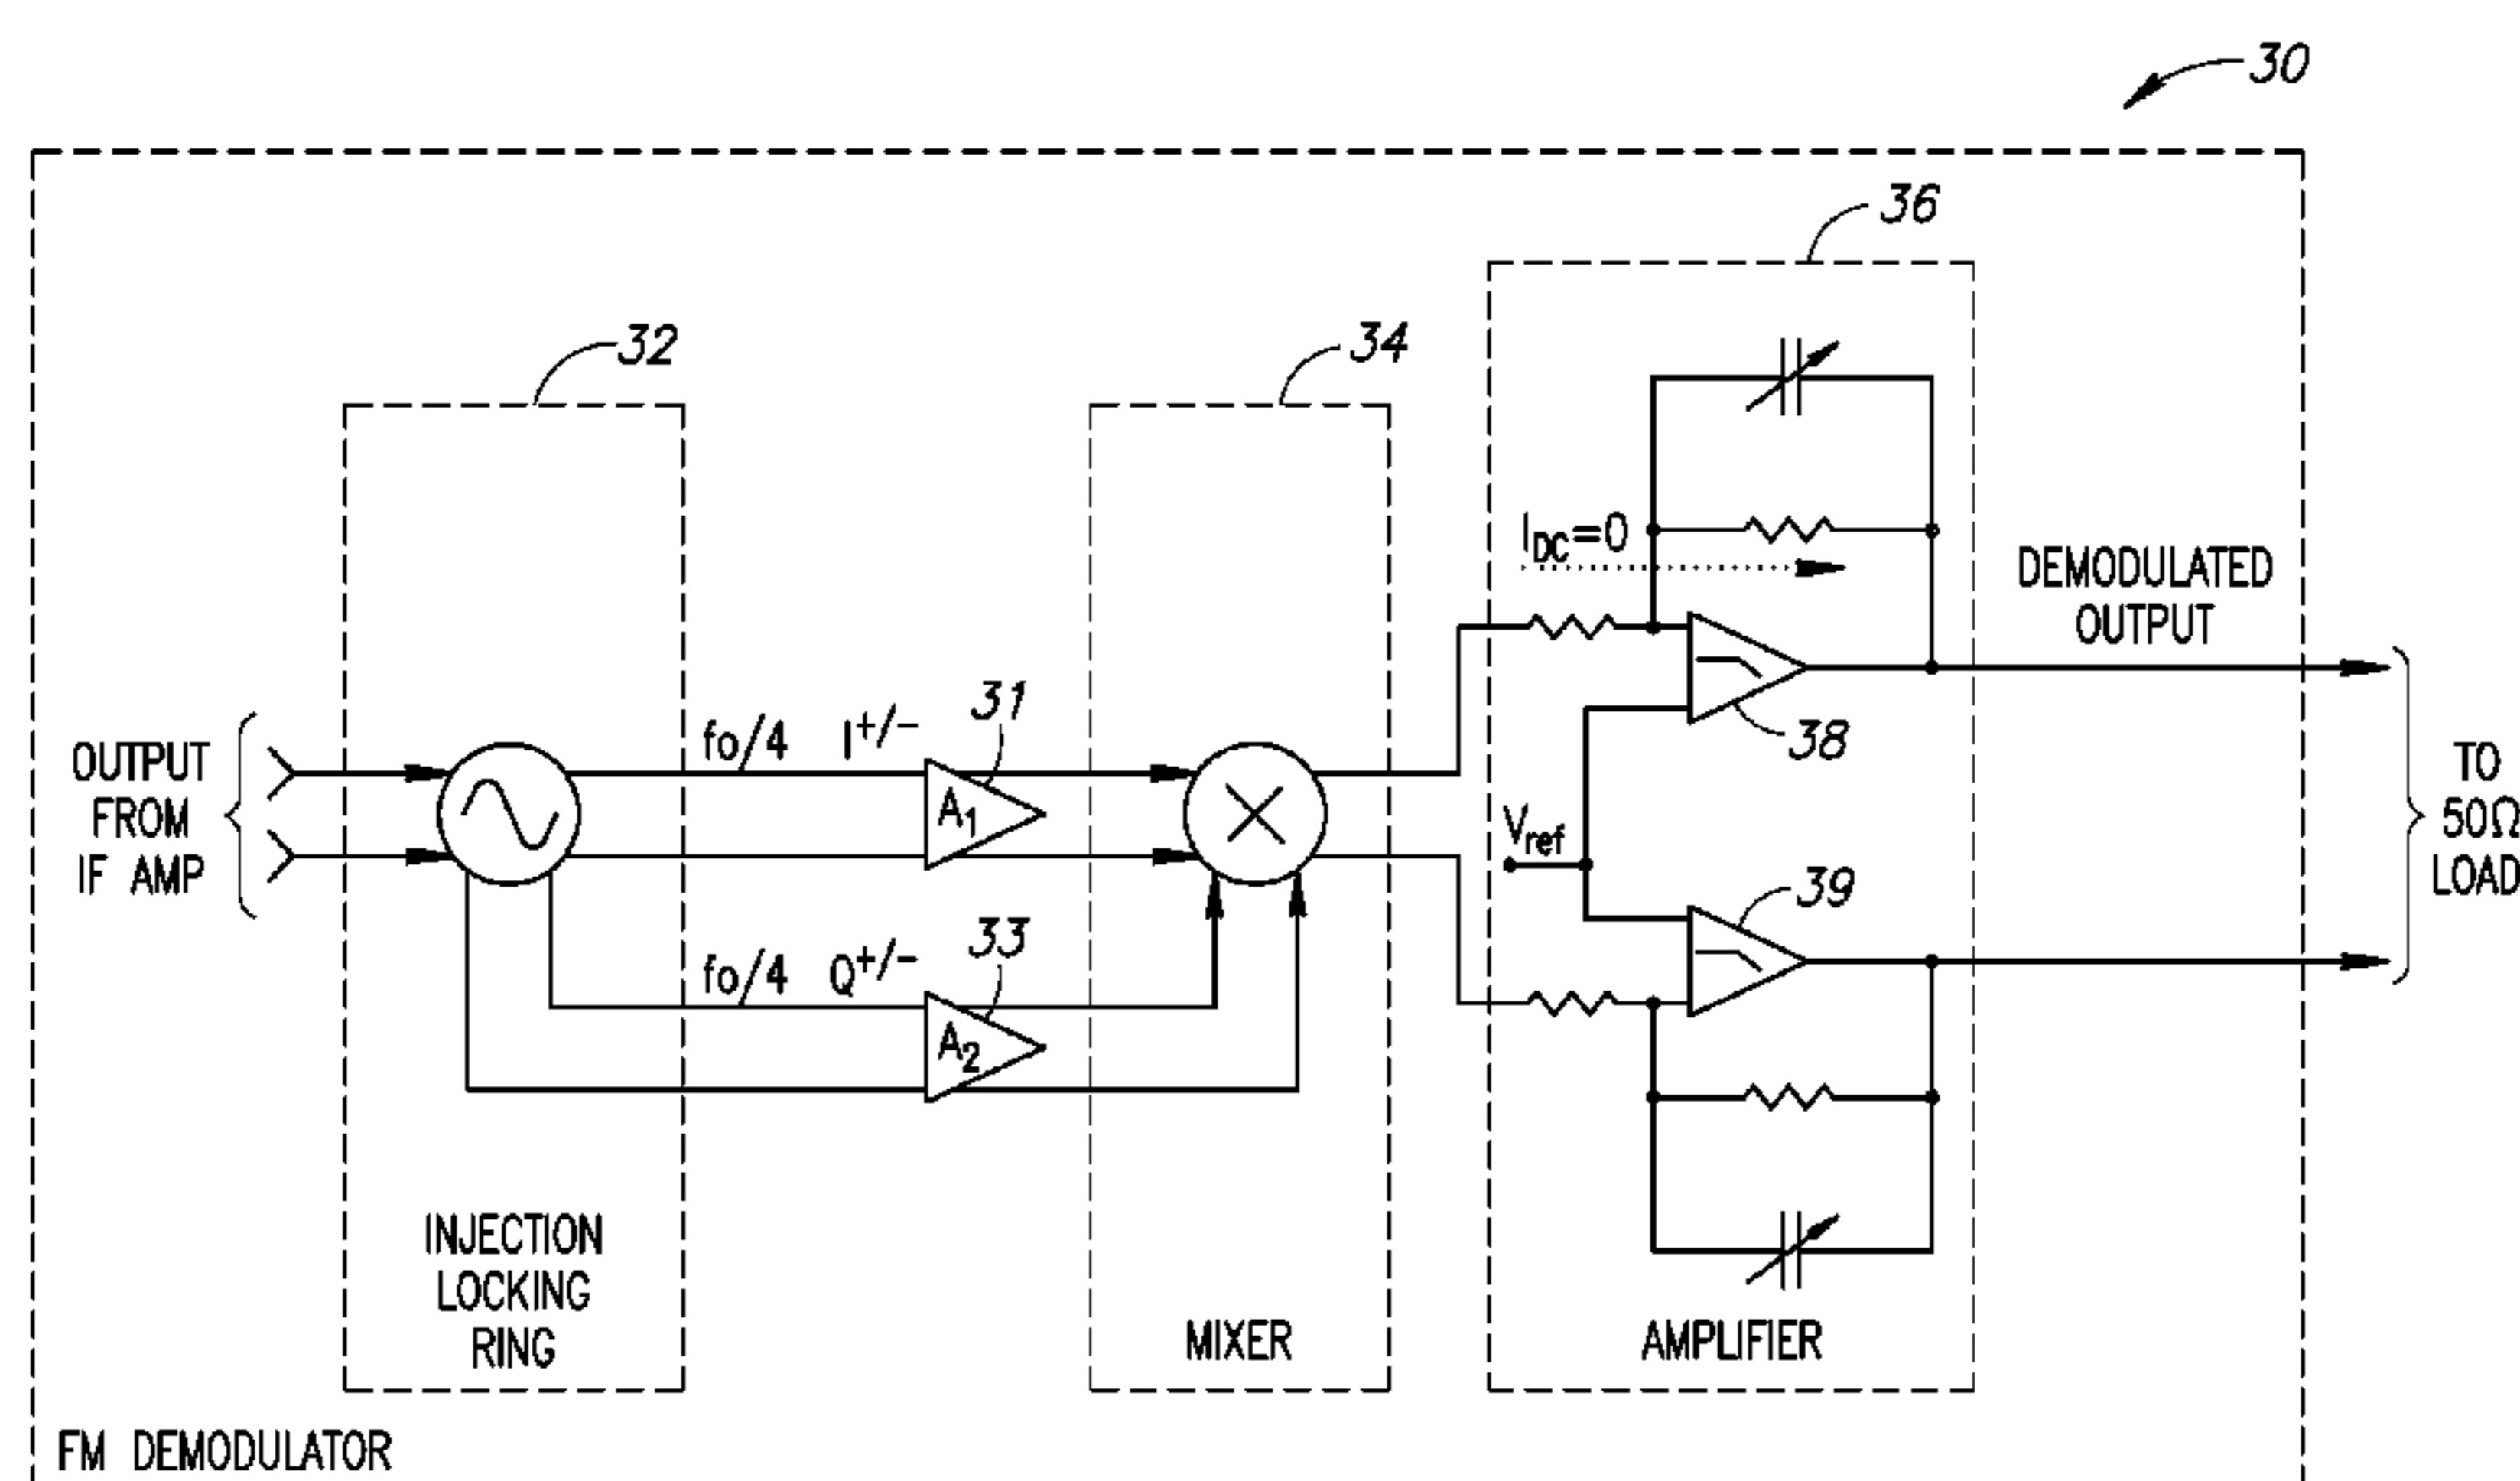 30
36
32
34
I_DC=0
DEMODULATED
OUTPUT
31
fo/4 I+/-
A1
38
OUTPUT
FROM
IF AMP
TO
50Ω
LOAD
Vref
39
33
fo/4 Q+/-
A2
INJECTION
LOCKING
RING
MIXER
AMPLIFIER
FM DEMODULATOR